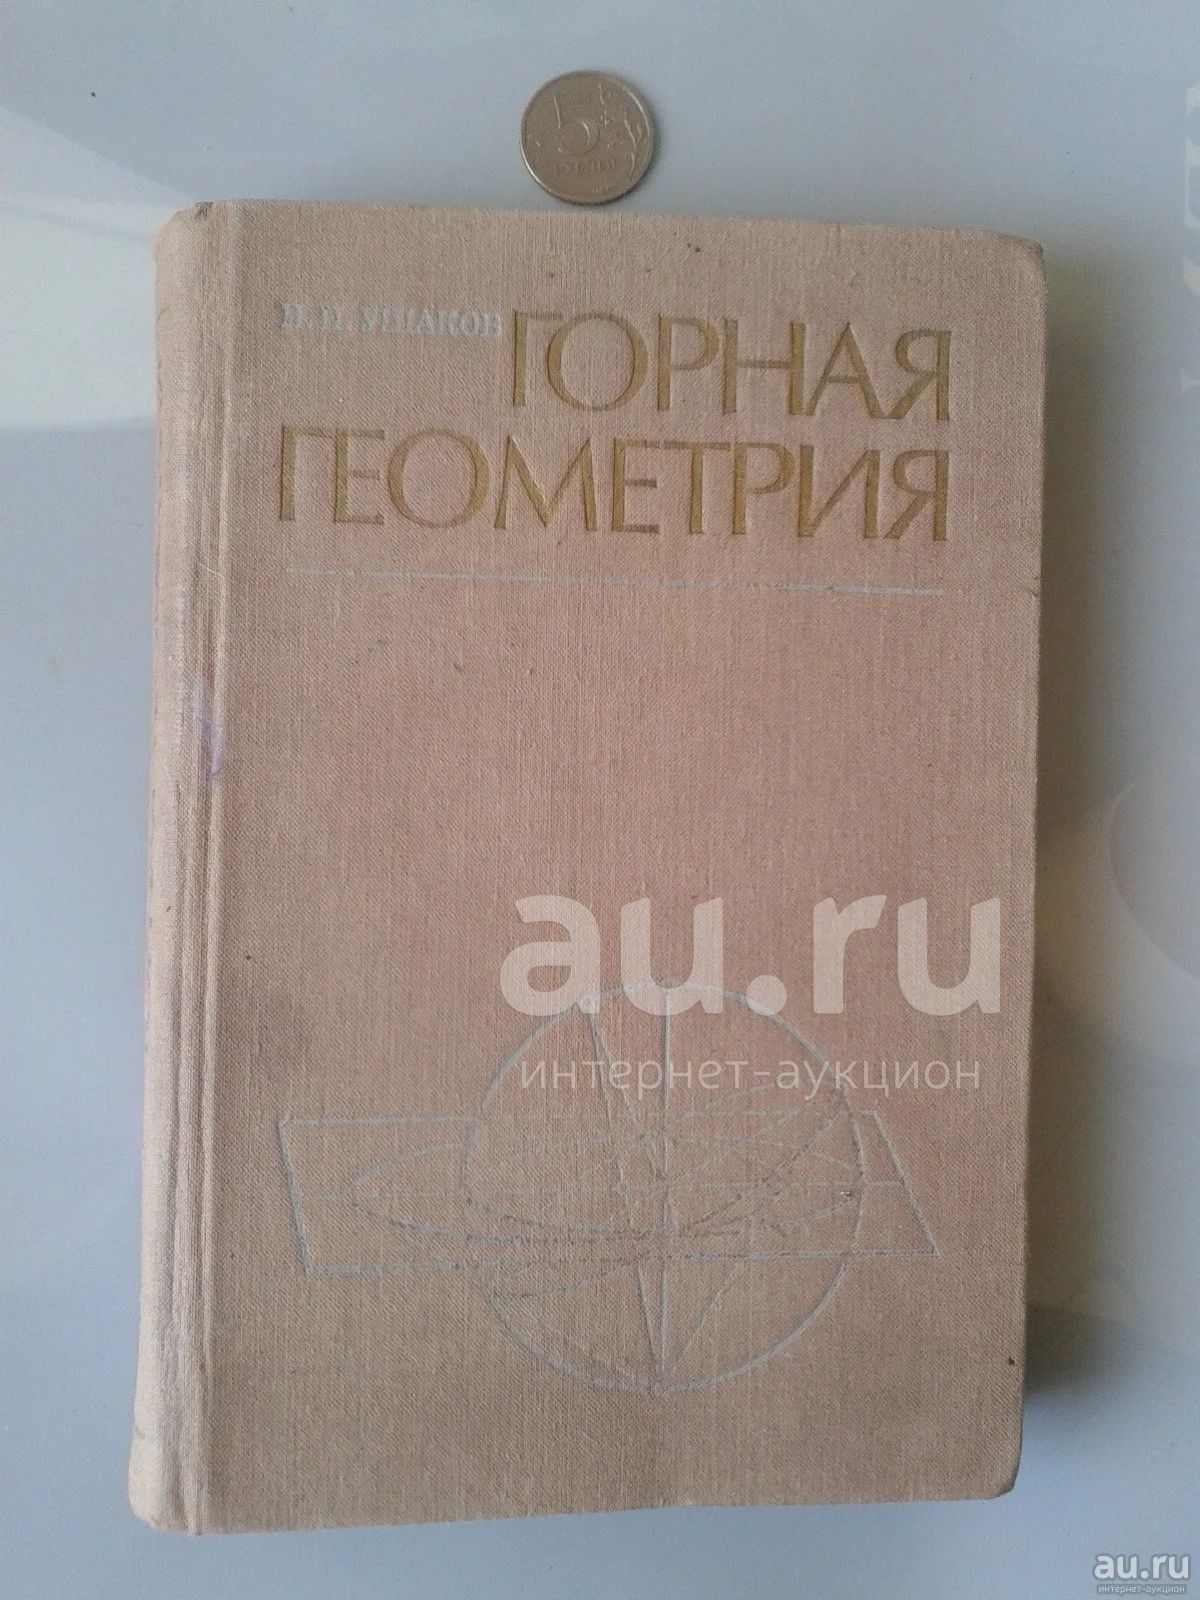 5
И.Н. УШАКОВ ГОРНАЯ
ГЕОМЕТРИЯ
au.ru
интернет-аукцион
au.ru
интернет-аукцион